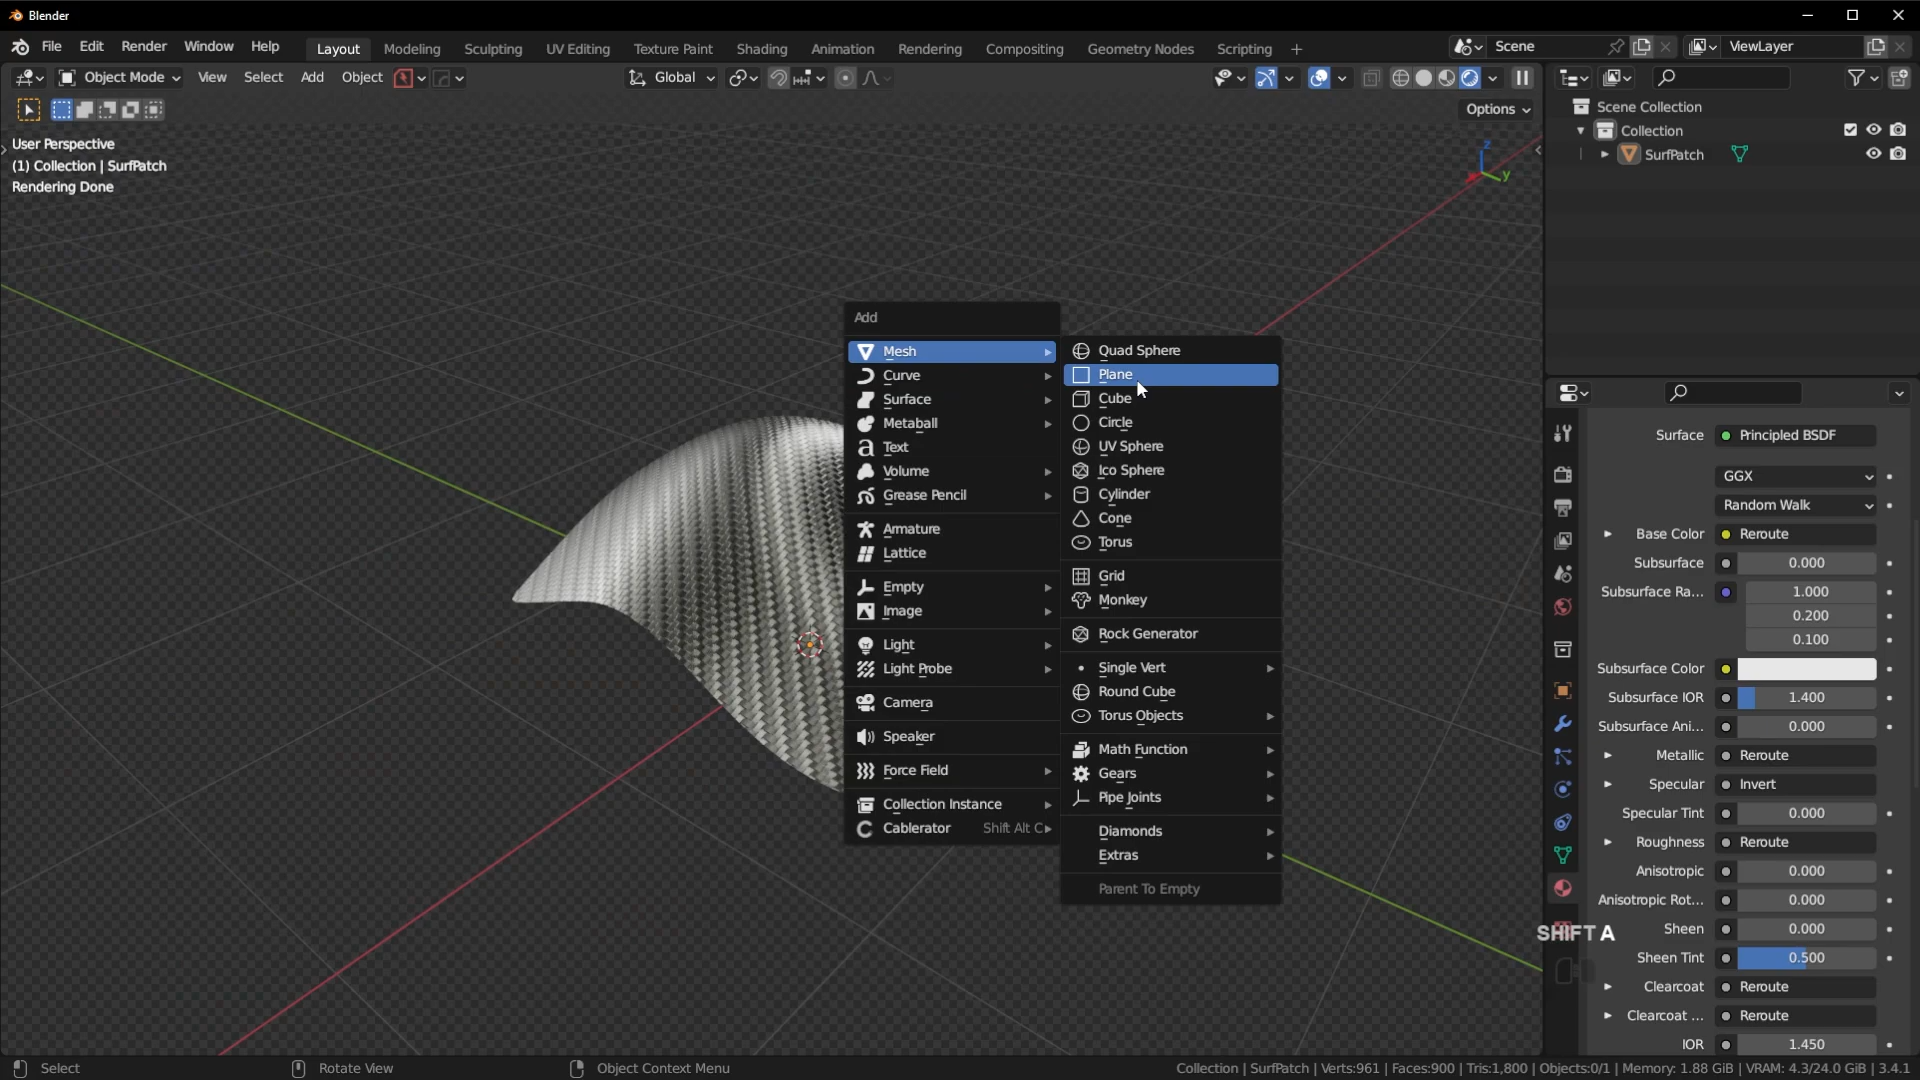 Blender
File Edit Render Window Help
Layout Modeling Sculpting UV Editing Texture Paint Shading Animation Rendering Compositing Geometry Nodes Scripting
Scene
ViewLayer
Object Mode View Select Add Object
Global
Options
User Perspective
(1) Collection | SurfPatch
Rendering Done
Z
Y
Scene Collection
Collection
SurfPatch
Add
Mesh
Curve
Surface
Metaball
Text
Volume
Grease Pencil
Armature
Lattice
Empty
Image
Light
Light Probe
Camera
Speaker
Force Field
Collection Instance
Cablerator Shift Alt C
Quad Sphere
Plane
Cube
Circle
UV Sphere
Ico Sphere
Cylinder
Cone
Torus
Grid
Monkey
Rock Generator
Single Vert
Round Cube
Torus Objects
Math Function
Gears
Pipe Joints
Diamonds
Extras
Parent To Empty
Surface Principled BSDF
GGX
Random Walk
Base Color Reroute
Subsurface 0.000
Subsurface Ra... 1.000
0.200
0.100
Subsurface Color
Subsurface IOR 1.400
Subsurface Ani... 0.000
Metallic Reroute
Specular Invert
Specular Tint 0.000
Roughness Reroute
Anisotropic 0.000
Anisotropic Rot... 0.000
Sheen 0.000
Sheen Tint 0.500
Clearcoat Reroute
Clearcoat ... Reroute
IOR 1.450
SHIFT A
Select
Rotate View
Object Context Menu
Collection | SurfPatch | Verts:961 | Faces:900 | Tris:1,800 | Objects:0/1 | Memory: 1.88 GiB | VRAM: 4.3/24.0 GiB | 3.4.1